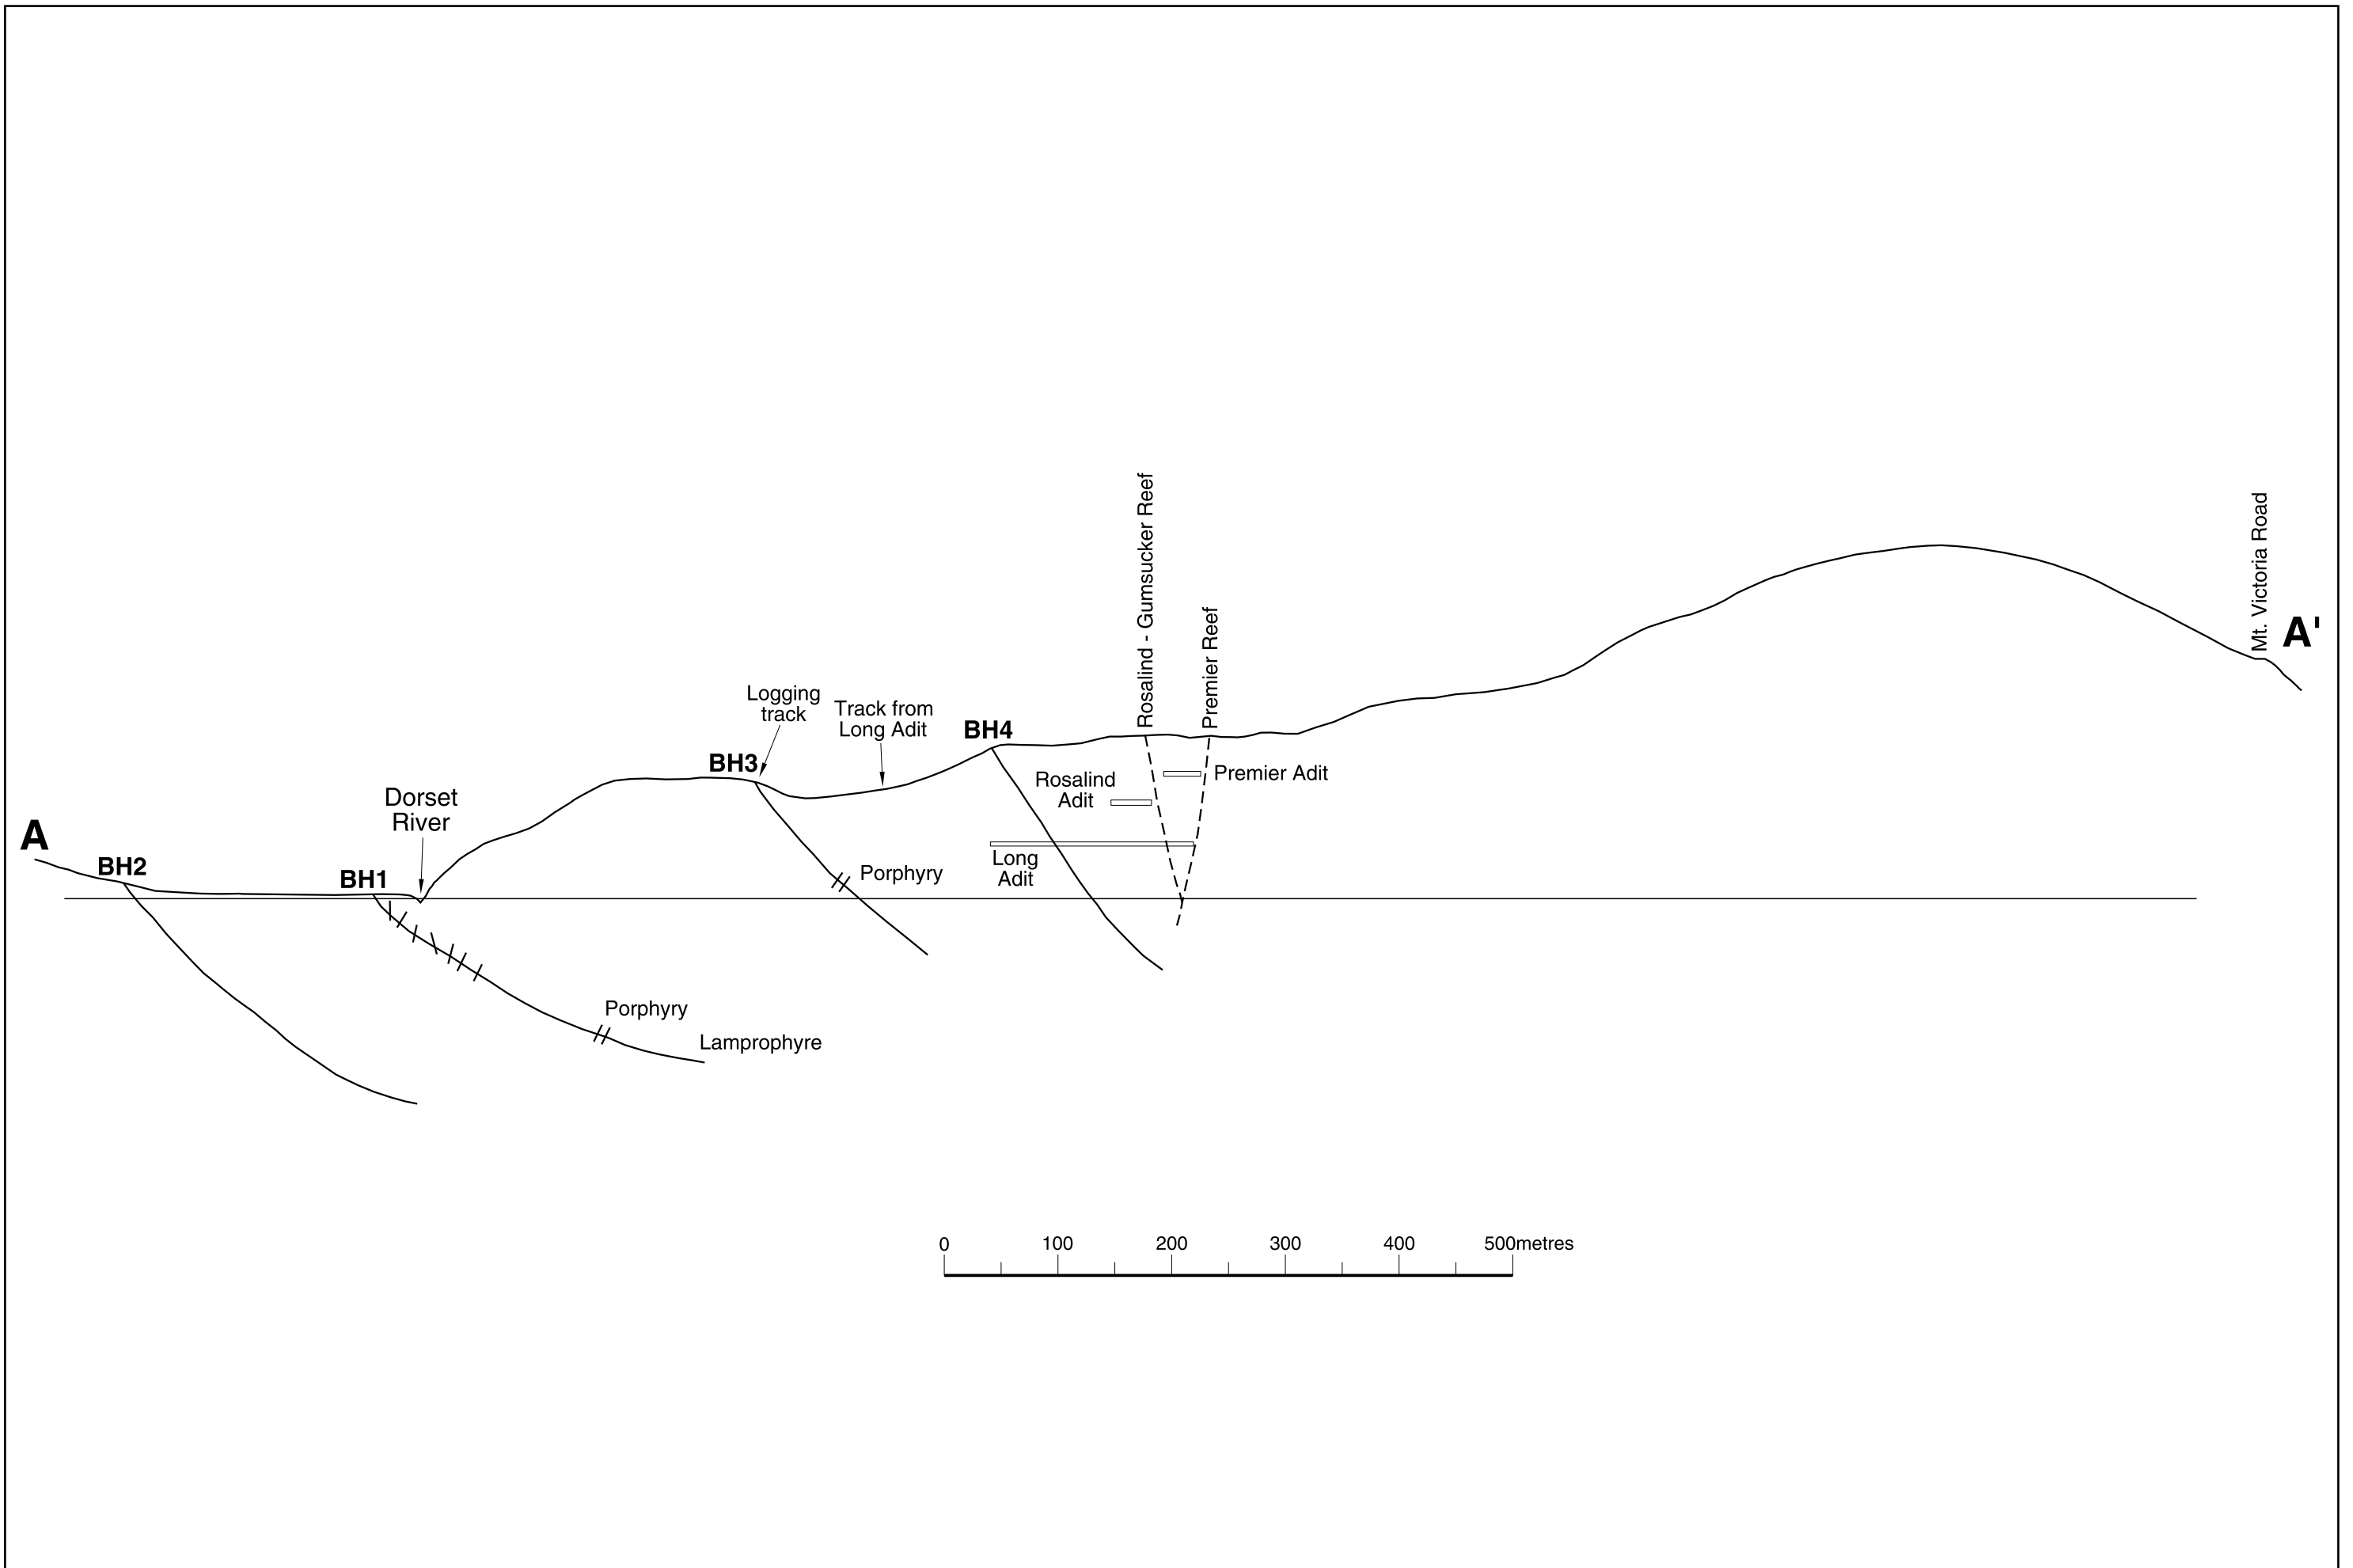 Rosalind - Gumsucker Reef
Mt. Victoria Road
Premier Reef
A'
Logging
track
Track from
Long Adit
BH4
BH3
Rosalind
Adit
Premier Adit
Dorset
River
A
BH2
BH1
Long
Adit
Porphyry
Porphyry
Lamprophyre
0 100 200 300 400 500metres